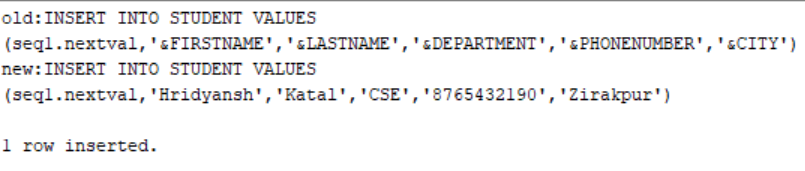 old:INSERT INTO STUDENT VALUES
(seq1.nextval,'&FIRSTNAME','&LASTNAME','&DEPARTMENT','&PHONENUMBER','&CITY')
new:INSERT INTO STUDENT VALUES
(seq1.nextval,'Hridyansh','Katal','CSE','8765432190','Zirakpur')
1 row inserted.